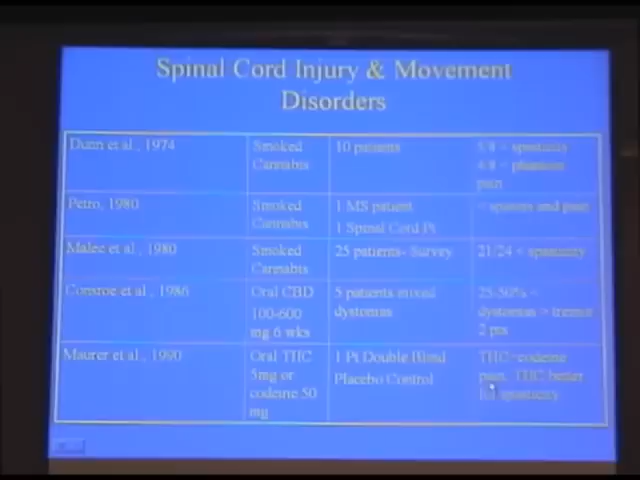 Spinal Cord Injury & Movement
Disorders
Dunn et al., 1974
Smoked
Cannabis
10 patients
5/8 < spasticity
4/8 < phantom
pain
Petro, 1980
Smoked
Cannabis
1 MS patient
1 Spinal Cord Pt
< spasms and pain
Malec et al., 1980
Smoked
Cannabis
25 patients- Survey
21/24 < spasticity
Consroe et al., 1986
Oral CBD
100-600
mg 6 wks
5 patients mixed
dystonias
25-50% <
dystonias > tremor
2 pts
Maurer et al., 1990
Oral THC
5mg or
codeine 50
mg
1 Pt Double Blind
Placebo Control
THC=codeine
pain, THC better
spasticity